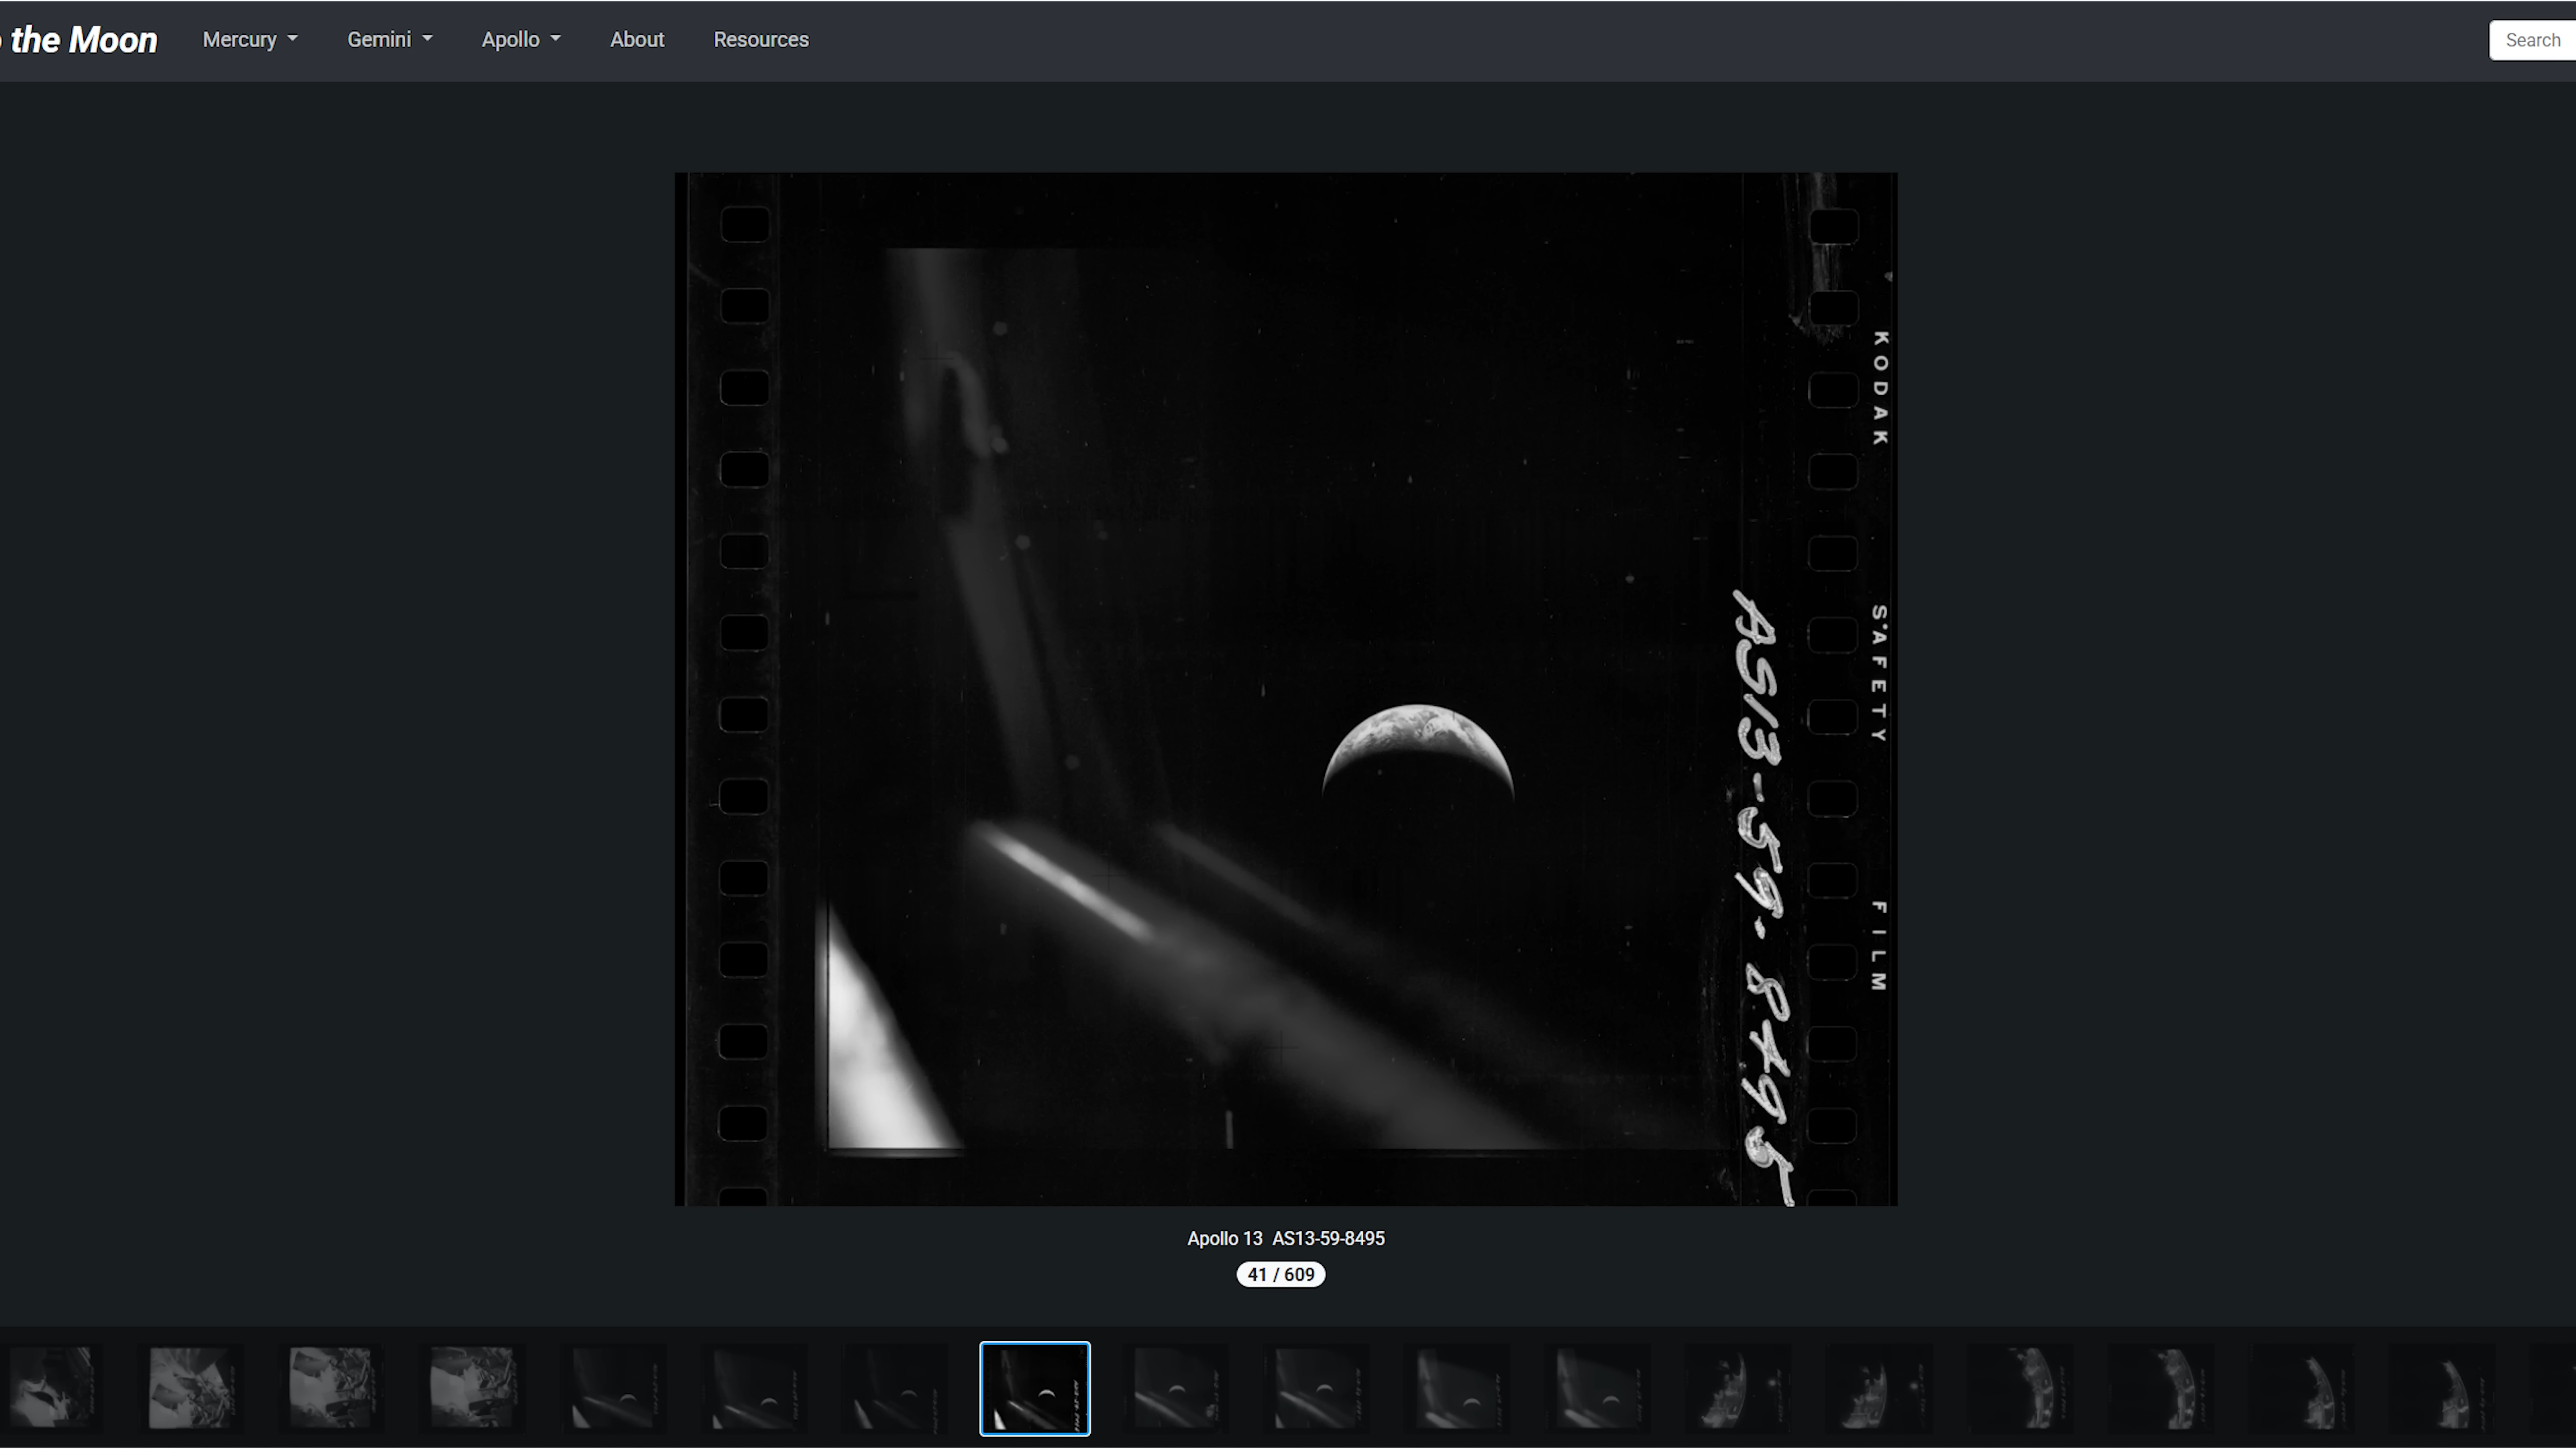 the Moon
Mercury
Gemini
Apollo
About
Resources
Search
KODAK
SAFETY
FILM
AS13-59-8495
Apollo 13 AS13-59-8495
41 / 609